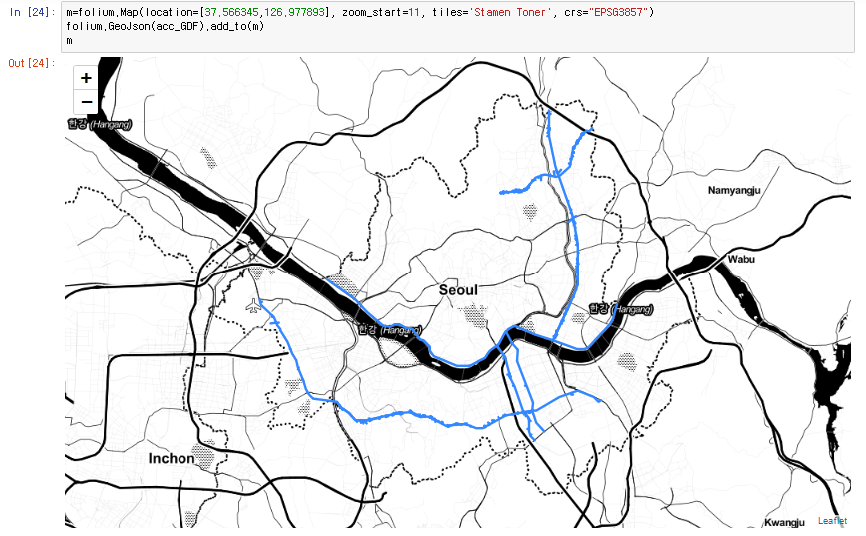 In [24]:
m=folium.Map(location=[37.566345,126.977893], zoom_start=11, tiles='Stamen Toner', crs="EPSG3857")
folium.GeoJson(acc_GDF).add_to(m)
m
Out[24]:
+
−
한강 (Hangang)
Namyangju
Wabu
Seoul
한강 (Hangang)
한강 (Hangang)
Inchon
Kwangju
Leaflet